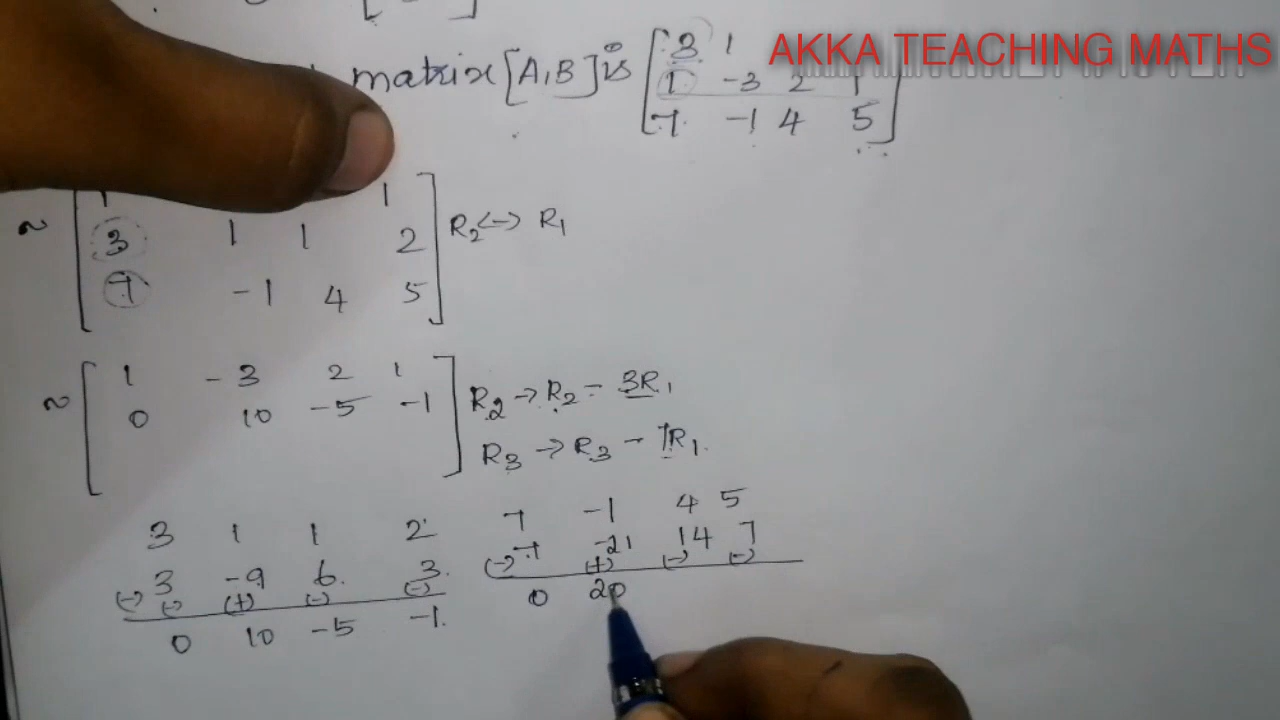 AKKA TEACHING MATHS
matrix [A,B] is [ 3 1
1 -3 2 1
7 -1 4 5 ]
~ [ 1 1
3 1 1 2
7 -1 4 5 ] R2 <-> R1
~ [ 1 -3 2 1
0 10 -5 -1 ] R2 → R2 - 3R1
R3 → R3 - 7R1
3 1 1 2
(-) 3 -9 6 3
(-) (+) (-) (-)
0 10 -5 -1
7 -1 4 5
7 -21 14 7
(-) (+) (-) (-)
0 20